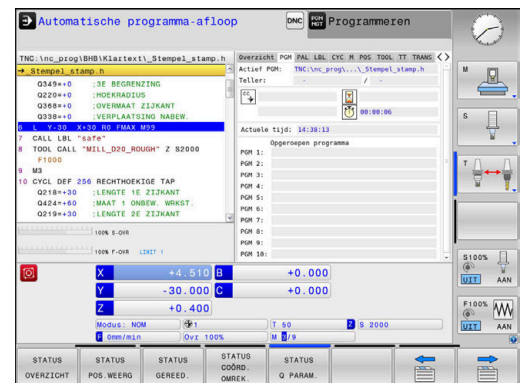 Automatische programma-afloop
DNC
PGM
MGT
Programmeren
TNC:\nc_prog\BHB\Klartext\_Stempel_stamp.h
→_Stempel_stamp.h
Q349=+0 ;3E BEGRENZING
Q220=+0 ;HOEKRADIUS
Q368=+0 ;OVERMAAT ZIJKANT
Q338=+0 ;VERPLAATSING NABEW.
6 L Y-30 X+30 R0 FMAX M99
7 CALL LBL "safe"
8 TOOL CALL "MILL_D20_ROUGH" Z S2000
F1000
9 M3
10 CYCL DEF 256 RECHTHOEKIGE TAP
Q218=+30 ;LENGTE 1E ZIJKANT
Q424=+60 ;MAAT 1 ONBEW. WRKST.
Q219=+30 ;LENGTE 2E ZIJKANT
100% S-OVR
100% F-OVR LIMIT 1
Overzicht PGM PAL LBL CYC M POS TOOL TT TRANS
Actief PGM: TNC:\nc_prog\...\_Stempel_stamp.h
Teller: - / -
CC
00:00:06
Actuele tijd: 14:38:13
Opgeroepen programma
PGM 1:
PGM 2:
PGM 3:
PGM 4:
PGM 5:
PGM 6:
PGM 7:
PGM 8:
PGM 9:
PGM 10:
X +4.510 B +0.000
Y -30.000 C +0.000
Z +0.400
Modus: NOM 1 T 50 Z S 2000
F 0mm/min Ovr 100% M 5/9
M
S
T
S100%
UIT AAN
F100%
UIT AAN
STATUS
OVERZICHT
STATUS
POS.WEERG
STATUS
GEREED.
STATUS
COÖRD.
OMREK.
STATUS
Q PARAM.